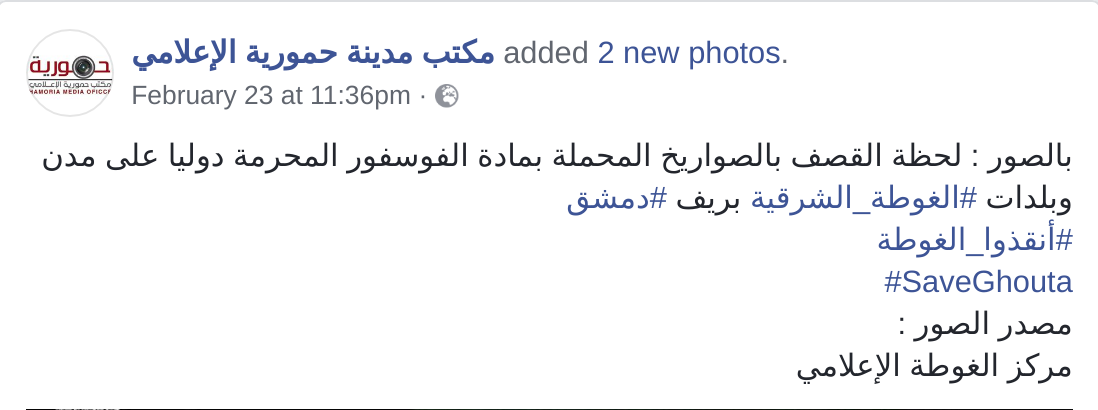 مكتب مدينة حمورية الإعلامي added 2 new photos.
February 23 at 11:36pm ·
حمورية
مكتب حمورية الإعلامي
HAMORIA MEDIA OFICCE
بالصور : لحظة القصف بالصواريخ المحملة بمادة الفوسفور المحرمة دوليا على مدن
وبلدات #الغوطة_الشرقية بريف #دمشق
#أنقذوا_الغوطة
#SaveGhouta
مصدر الصور :
مركز الغوطة الإعلامي